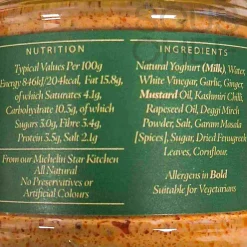 NUTRITION
Typical Values Per 100g
Energy 846kJ/204kcal, Fat 15.8g,
of which Saturates 4.1g,
Carbohydrate 10.3g, of which
Sugars 3.0g, Fibre 3.4g,
Protein 3.5g, Salt 2.1g
From our Michelin Star Kitchen
All Natural
No Preservatives or
Artificial Colours
INGREDIENTS
Natural Yoghurt (Milk), Water,
White Vinegar, Garlic, Ginger,
Mustard Oil, Kashmiri Chilli,
Rapeseed Oil, Deggi Mirch
Powder, Salt, Garam Masala
[Spices], Sugar, Dried Fenugreek
Leaves, Cornflour.
Allergens in Bold
Suitable for Vegetarians